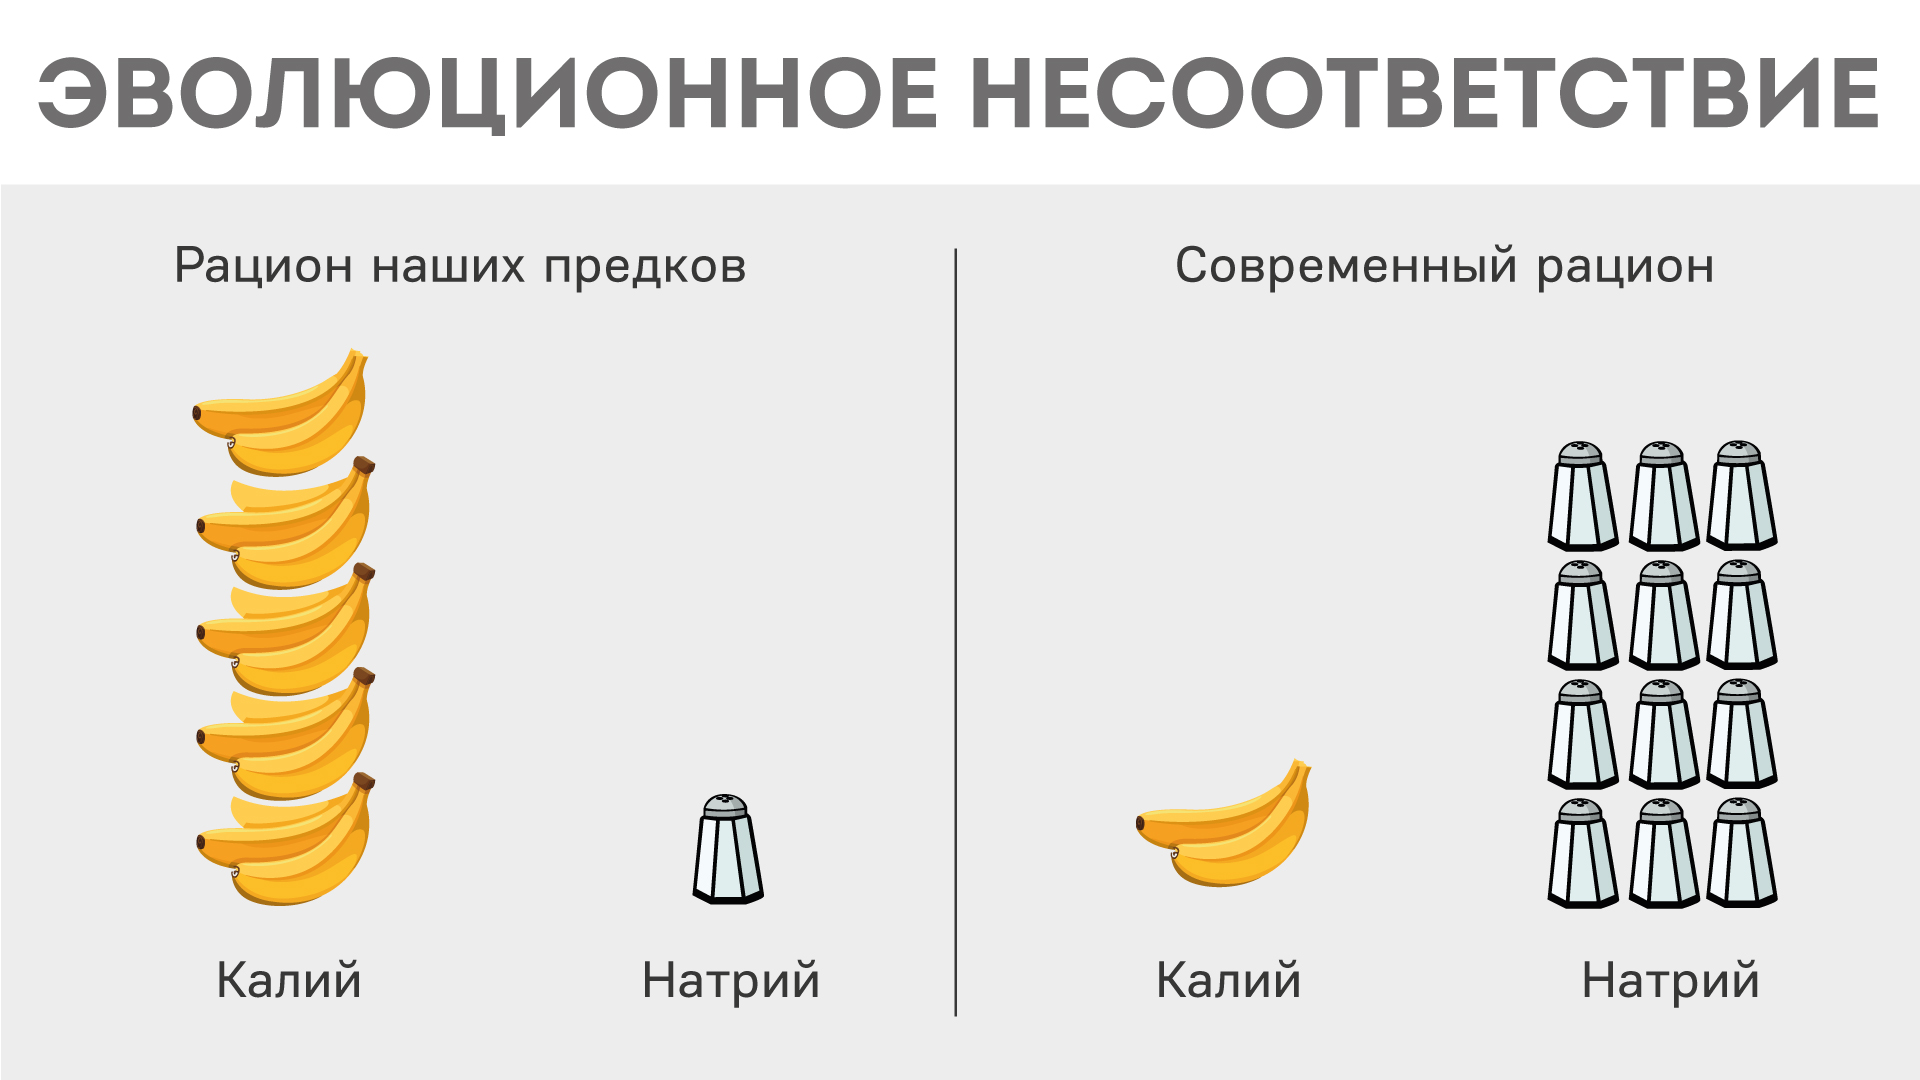 ЭВОЛЮЦИОННОЕ НЕСООТВЕТСТВИЕ
Рацион наших предков
Современный рацион
Калий
Натрий
Калий
Натрий